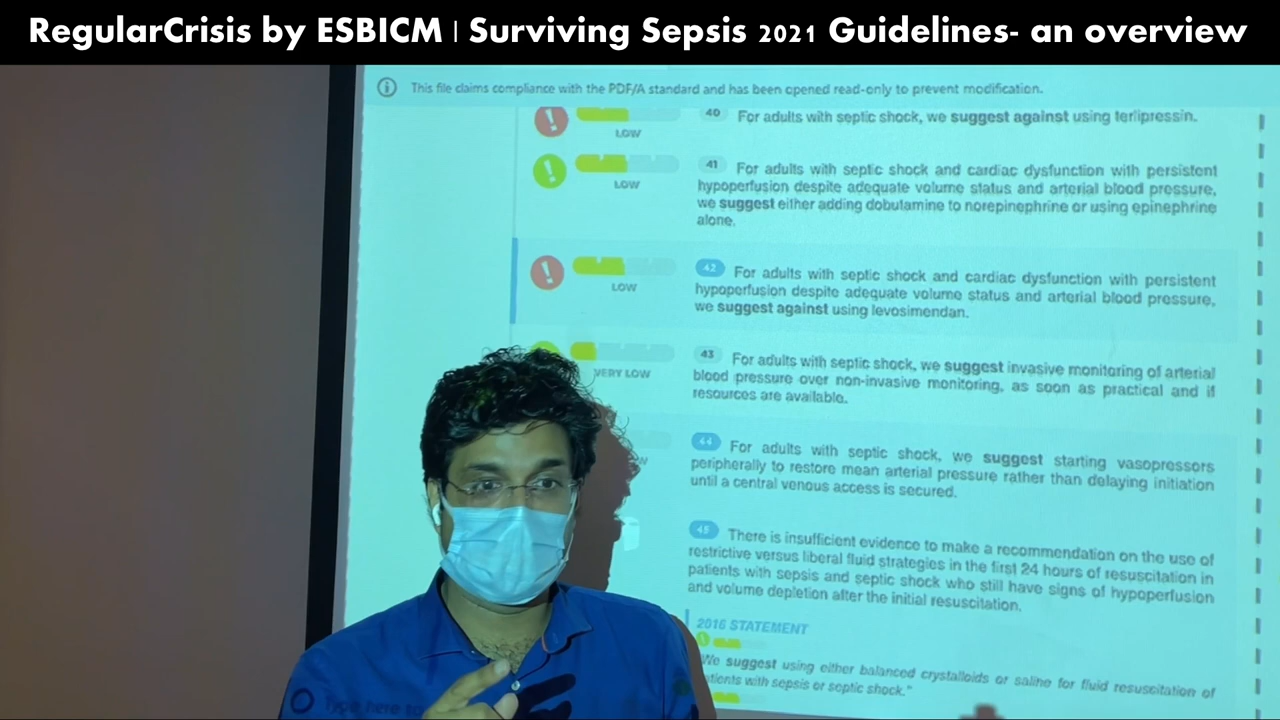 RegularCrisis by ESBICM | Surviving Sepsis 2021 Guidelines- an overview
This file claims compliance with the PDF/A standard and has been opened read-only to prevent modification.
LOW
40 For adults with septic shock, we suggest against using terlipressin.
LOW
41 For adults with septic shock and cardiac dysfunction with persistent
hypoperfusion despite adequate volume status and arterial blood pressure,
we suggest either adding dobutamine to norepinephrine or using epinephrine
alone.
LOW
42 For adults with septic shock and cardiac dysfunction with persistent
hypoperfusion despite adequate volume status and arterial blood pressure,
we suggest against using levosimendan.
VERY LOW
43 For adults with septic shock, we suggest invasive monitoring of arterial
blood pressure over non-invasive monitoring, as soon as practical and if
resources are available.
44 For adults with septic shock, we suggest starting vasopressors
peripherally to restore mean arterial pressure rather than delaying initiation
until a central venous access is secured.
45 There is insufficient evidence to make a recommendation on the use of
restrictive versus liberal fluid strategies in the first 24 hours of resuscitation in
patients with sepsis and septic shock who still have signs of hypoperfusion
and volume depletion after the initial resuscitation.
2016 STATEMENT
"We suggest using either balanced crystalloids or saline for fluid resuscitation of
patients with sepsis or septic shock."
Type here